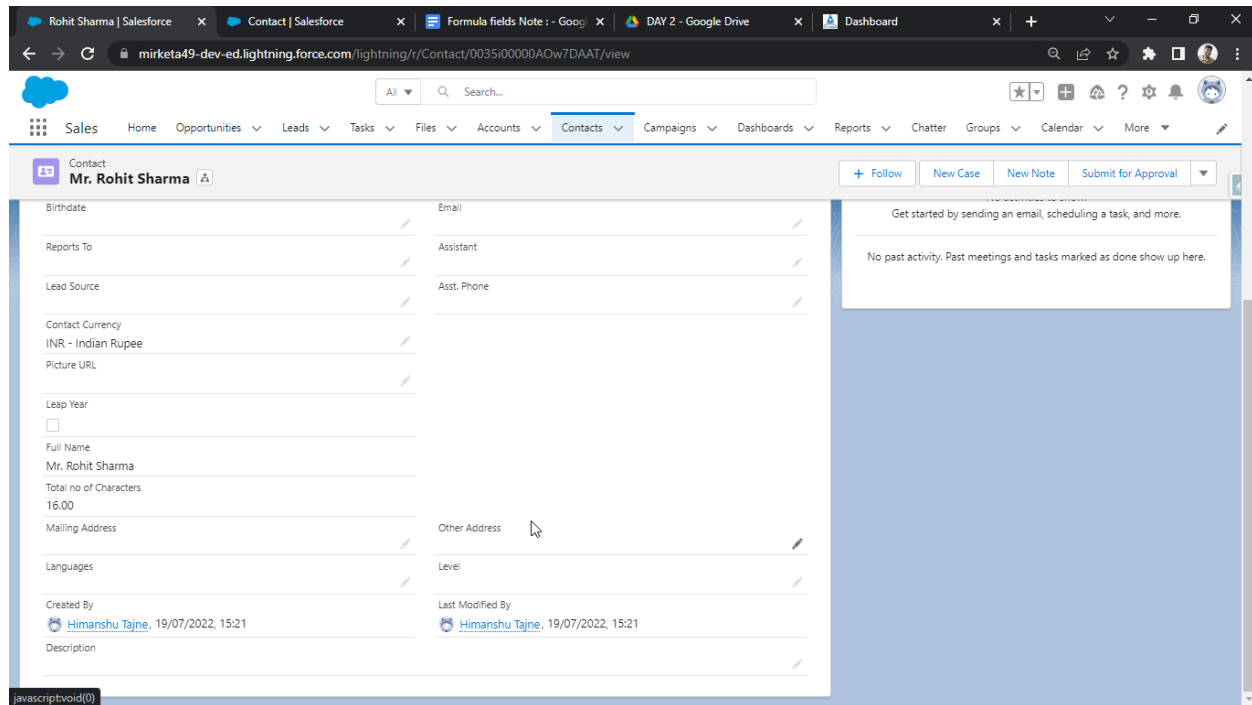 Rohit Sharma | Salesforce
Contact | Salesforce
Formula fields Note : - Goog
DAY 2 - Google Drive
Dashboard
mirketa49-dev-ed.lightning.force.com/lightning/r/Contact/0035i00000AOw7DAAT/view
All
Search...
Sales Home Opportunities Leads Tasks Files Accounts Contacts Campaigns Dashboards Reports Chatter Groups Calendar More
Contact
Mr. Rohit Sharma
+ Follow New Case New Note Submit for Approval
Get started by sending an email, scheduling a task, and more.
No past activity. Past meetings and tasks marked as done show up here.
Birthdate Email
Reports To Assistant
Lead Source Asst. Phone
Contact Currency
INR - Indian Rupee
Picture URL
Leap Year
Full Name
Mr. Rohit Sharma
Total no of Characters
16.00
Mailing Address Other Address
Languages Level
Created By Last Modified By
Himanshu Tajne, 19/07/2022, 15:21 Himanshu Tajne, 19/07/2022, 15:21
Description
javascript:void(0)